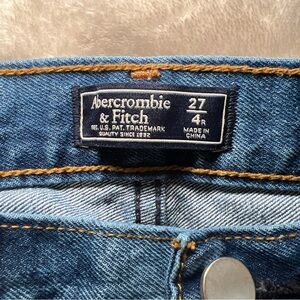 Abercrombie
& Fitch
REG. U.S. PAT. TRADEMARK
QUALITY SINCE 1892
27
4R
MADE IN
CHINA